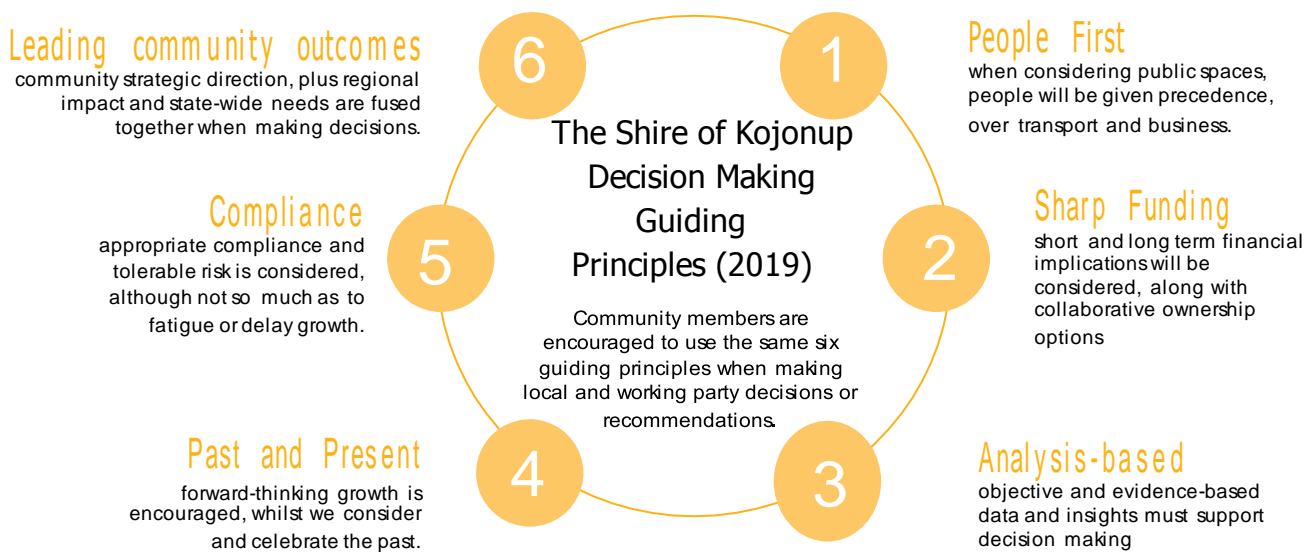 The Shire of Kojonup
Decision Making
Guiding
Principles (2019)
Community members are
encouraged to use the same six
guiding principles when making
local and working party decisions or
recommendations.
1
People First
when considering public spaces,
people will be given precedence,
over transport and business.
2
Sharp Funding
short and long term financial
implications will be
considered, along with
collaborative ownership
options
3
Analysis-based
objective and evidence-based
data and insights must support
decision making
4
Past and Present
forward-thinking growth is
encouraged, whilst we consider
and celebrate the past.
5
Compliance
appropriate compliance and
tolerable risk is considered,
although not so much as to
fatigue or delay growth.
6
Leading community outcomes
community strategic direction, plus regional
impact and state-wide needs are fused
together when making decisions.